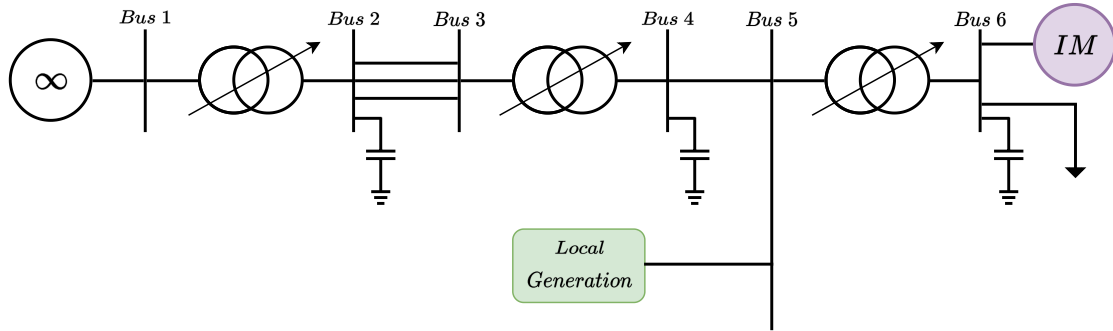 Bus 1
Bus 2
Bus 3
Bus 4
Bus 5
Bus 6
∞
IM
Local
Generation